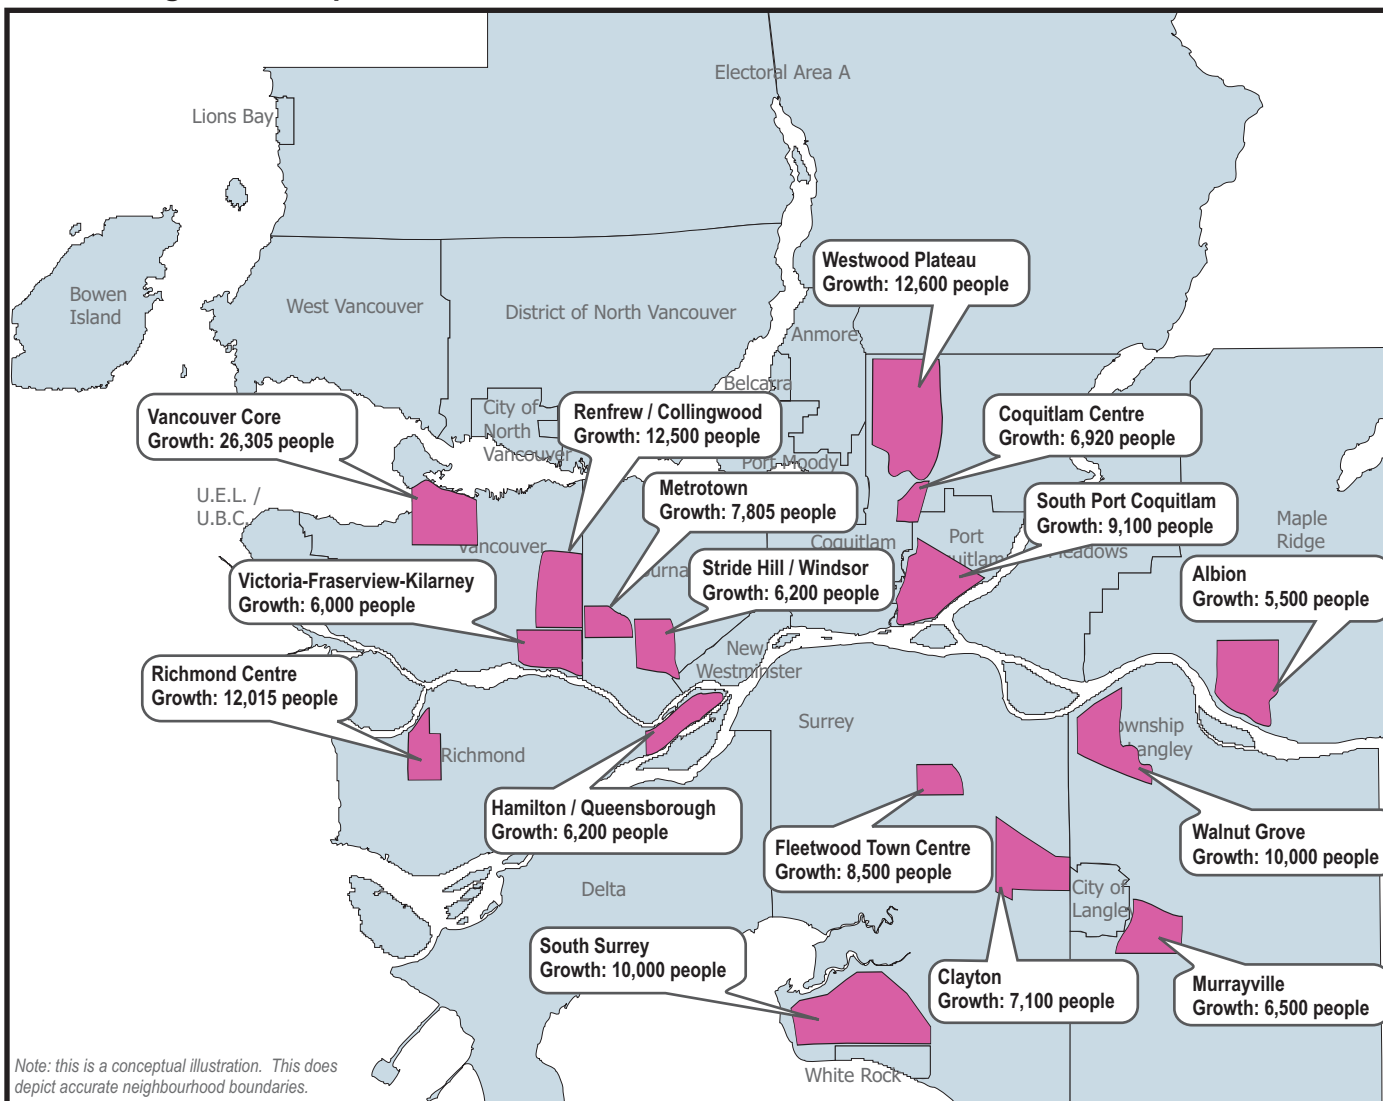 Electoral Area A
Lions Bay
Bowen
Island
West Vancouver
District of North Vancouver
Westwood Plateau
Growth: 12,600 people
Anmore
Belcarra
City of
North
Vancouver
Vancouver Core
Growth: 26,305 people
Renfrew / Collingwood
Growth: 12,500 people
Coquitlam Centre
Growth: 6,920 people
Port Moody
Metrotown
Growth: 7,805 people
South Port Coquitlam
Growth: 9,100 people
U.E.L. /
U.B.C.
Vancouver
Coquitlam
Port
quitlam
Meadows
Maple
Ridge
Victoria-Fraserview-Kilarney
Growth: 6,000 people
urna
Stride Hill / Windsor
Growth: 6,200 people
Albion
Growth: 5,500 people
New
Westminster
Richmond Centre
Growth: 12,015 people
Richmond
Surrey
ownship
Langley
Hamilton / Queensborough
Growth: 6,200 people
Fleetwood Town Centre
Growth: 8,500 people
Walnut Grove
Growth: 10,000 people
Delta
City of
Langle
South Surrey
Growth: 10,000 people
Clayton
Growth: 7,100 people
Murrayville
Growth: 6,500 people
White Rock
Note: this is a conceptual illustration. This does
depict accurate neighbourhood boundaries.